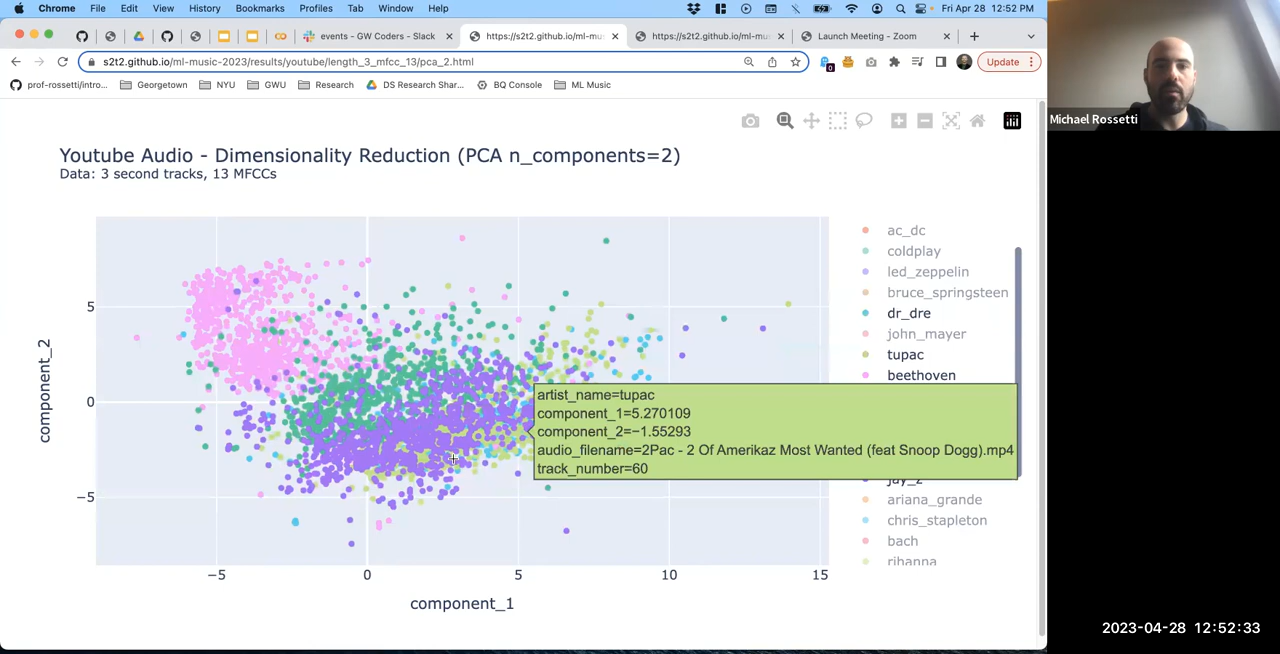 Chrome File Edit View History Bookmarks Profiles Tab Window Help Fri Apr 28 12:52 PM
events - GW Coders - Slack https://s2t2.github.io/ml-mus https://s2t2.github.io/ml-mus Launch Meeting - Zoom
s2t2.github.io/ml-music-2023/results/youtube/length_3_mfcc_13/pca_2.html Update
prof-rossetti/intro... Georgetown NYU GWU Research DS Research Shar... BQ Console ML Music
Michael Rossetti
Youtube Audio - Dimensionality Reduction (PCA n_components=2)
Data: 3 second tracks, 13 MFCCs
ac_dc
coldplay
led_zeppelin
bruce_springsteen
dr_dre
john_mayer
tupac
beethoven
artist_name=tupac
component_1=5.270109
component_2=−1.55293
audio_filename=2Pac - 2 Of Amerikaz Most Wanted (feat Snoop Dogg).mp4
track_number=60
jay_z
ariana_grande
chris_stapleton
bach
rihanna
component_2
5
0
−5
−5 0 5 10 15
component_1
2023-04-28 12:52:33